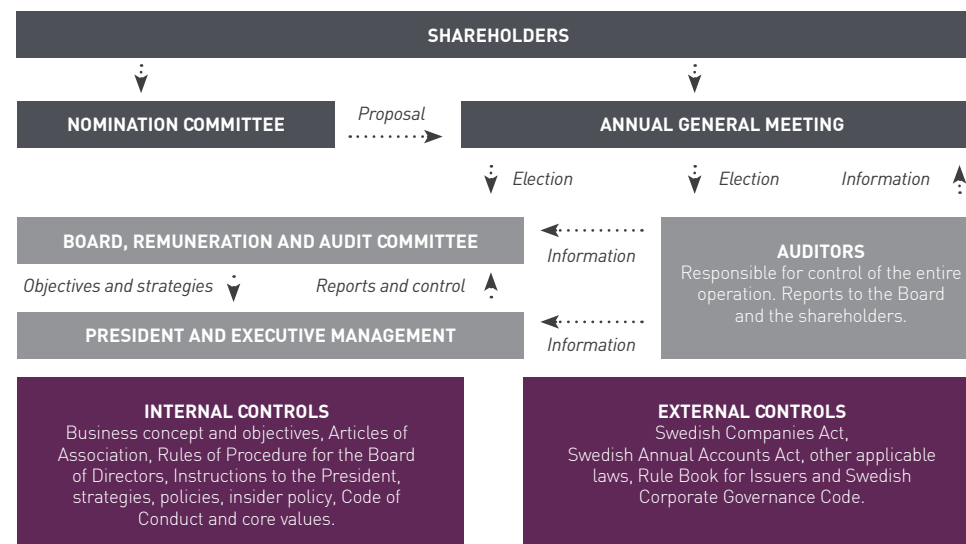 SHAREHOLDERS
NOMINATION COMMITTEE
Proposal
ANNUAL GENERAL MEETING
Election
Election
Information
BOARD, REMUNERATION AND AUDIT COMMITTEE
Information
AUDITORS
Responsible for control of the entire
operation. Reports to the Board
and the shareholders.
Objectives and strategies
Reports and control
PRESIDENT AND EXECUTIVE MANAGEMENT
Information
INTERNAL CONTROLS
Business concept and objectives, Articles of
Association, Rules of Procedure for the Board
of Directors, Instructions to the President,
strategies, policies, insider policy, Code of
Conduct and core values.
EXTERNAL CONTROLS
Swedish Companies Act,
Swedish Annual Accounts Act, other applicable
laws, Rule Book for Issuers and Swedish
Corporate Governance Code.